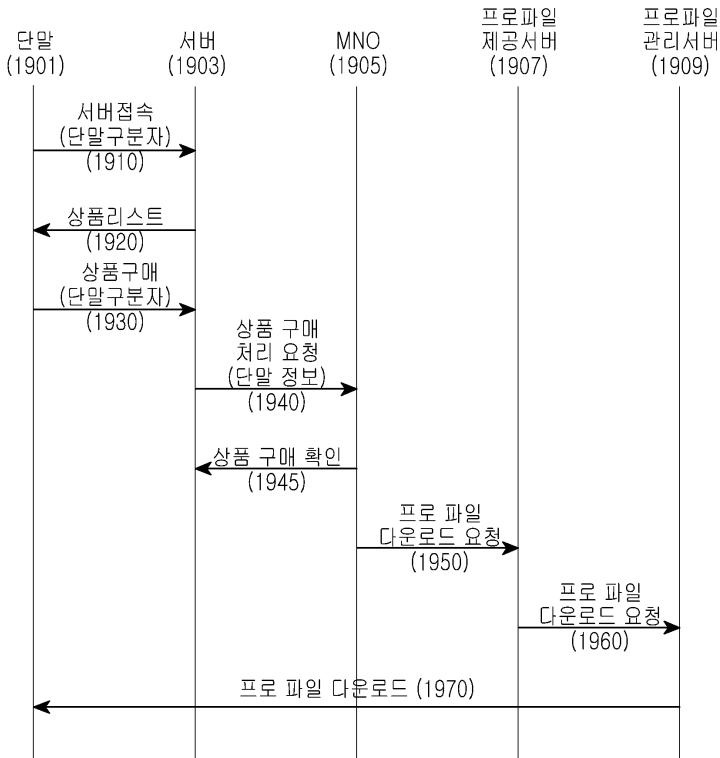 단말
(1901)
서버
(1903)
MNO
(1905)
프로파일
제공서버
(1907)
프로파일
관리서버
(1909)
서버접속
(단말구분자)
(1910)
상품리스트
(1920)
상품구매
(단말구분자)
(1930)
상품 구매
처리 요청
(단말 정보)
(1940)
상품 구매 확인
(1945)
프로 파일
다운로드 요청
(1950)
프로 파일
다운로드 요청
(1960)
프로 파일 다운로드 (1970)